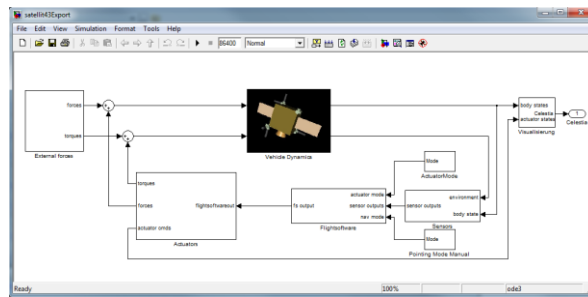 satellit43Export
File Edit View Simulation Format Tools Help
86400 Normal
forces
torques
External forces
Vehicle Dynamics
body states
Celestia
actuator states
Visualisierung
1
Celestia
Mode
ActuatorMode
torques
forces
flightsoftwareout
actuator cmds
Actuators
actuator mode
fs output
sensor outputs
nav mode
Flightsoftware
environment
sensor outputs
body state
Sensors
Mode
Pointing Mode Manual
Ready
100%
ode3